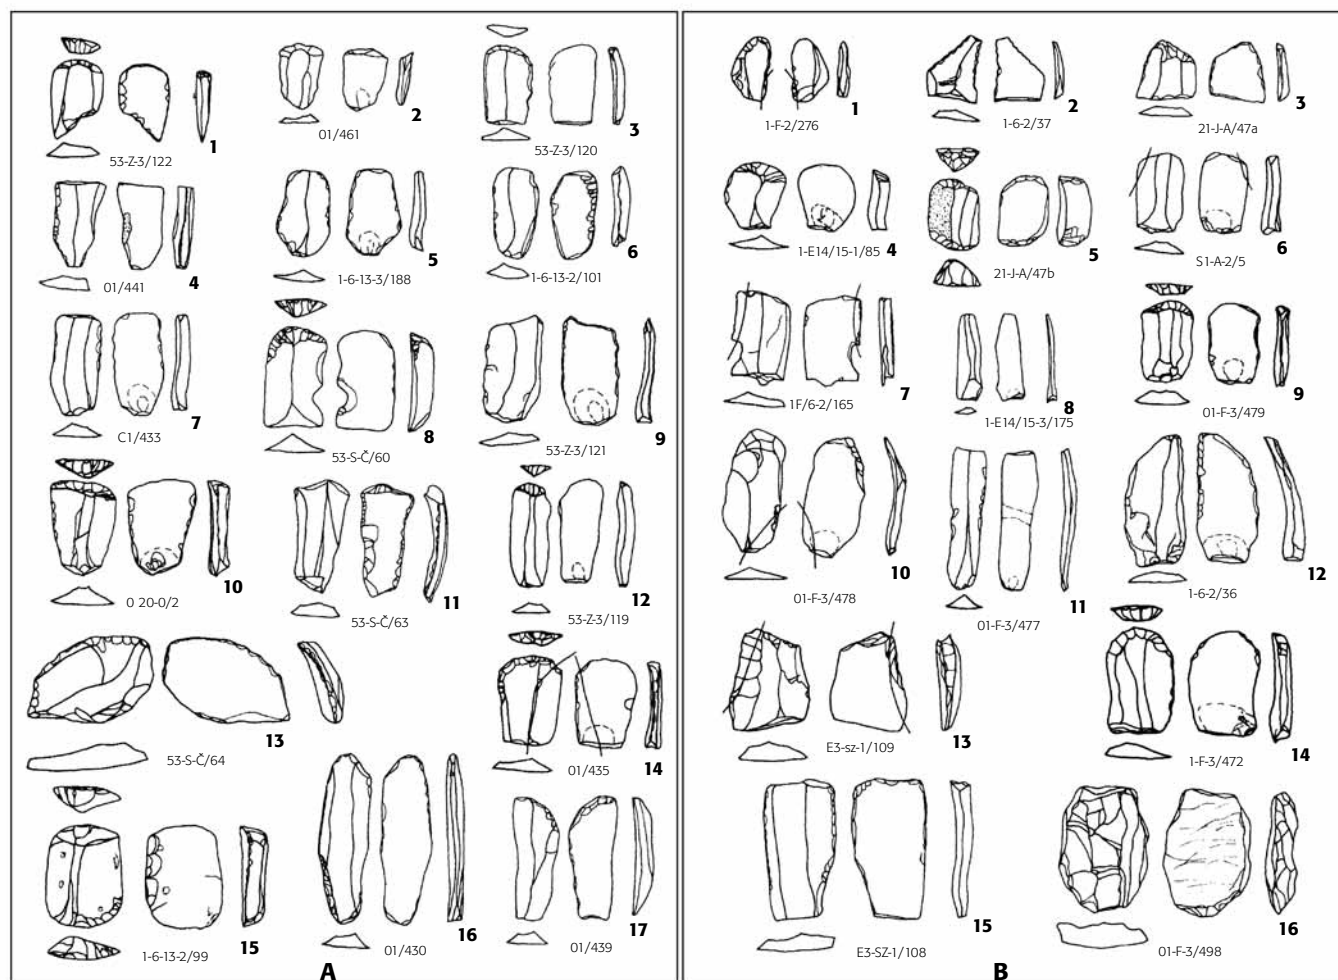 1
53-Z-3/122
2
01/461
3
53-Z-3/120
4
01/441
5
1-6-13-3/188
6
1-6-13-2/101
7
C1/433
8
53-S-Č/60
9
53-Z-3/121
10
0 20-0/2
11
53-S-Č/63
12
53-Z-3/119
13
53-S-Č/64
14
01/435
15
1-6-13-2/99
16
01/430
17
01/439
A
1
1-F-2/276
2
1-6-2/37
3
21-J-A/47a
4
1-E14/15-1/85
5
21-J-A/47b
6
S1-A-2/5
7
1F/6-2/165
8
1-E14/15-3/175
9
01-F-3/479
10
01-F-3/478
11
01-F-3/477
12
1-6-2/36
13
E3-sz-1/109
14
1-F-3/472
15
E3-SZ-1/108
16
01-F-3/498
B